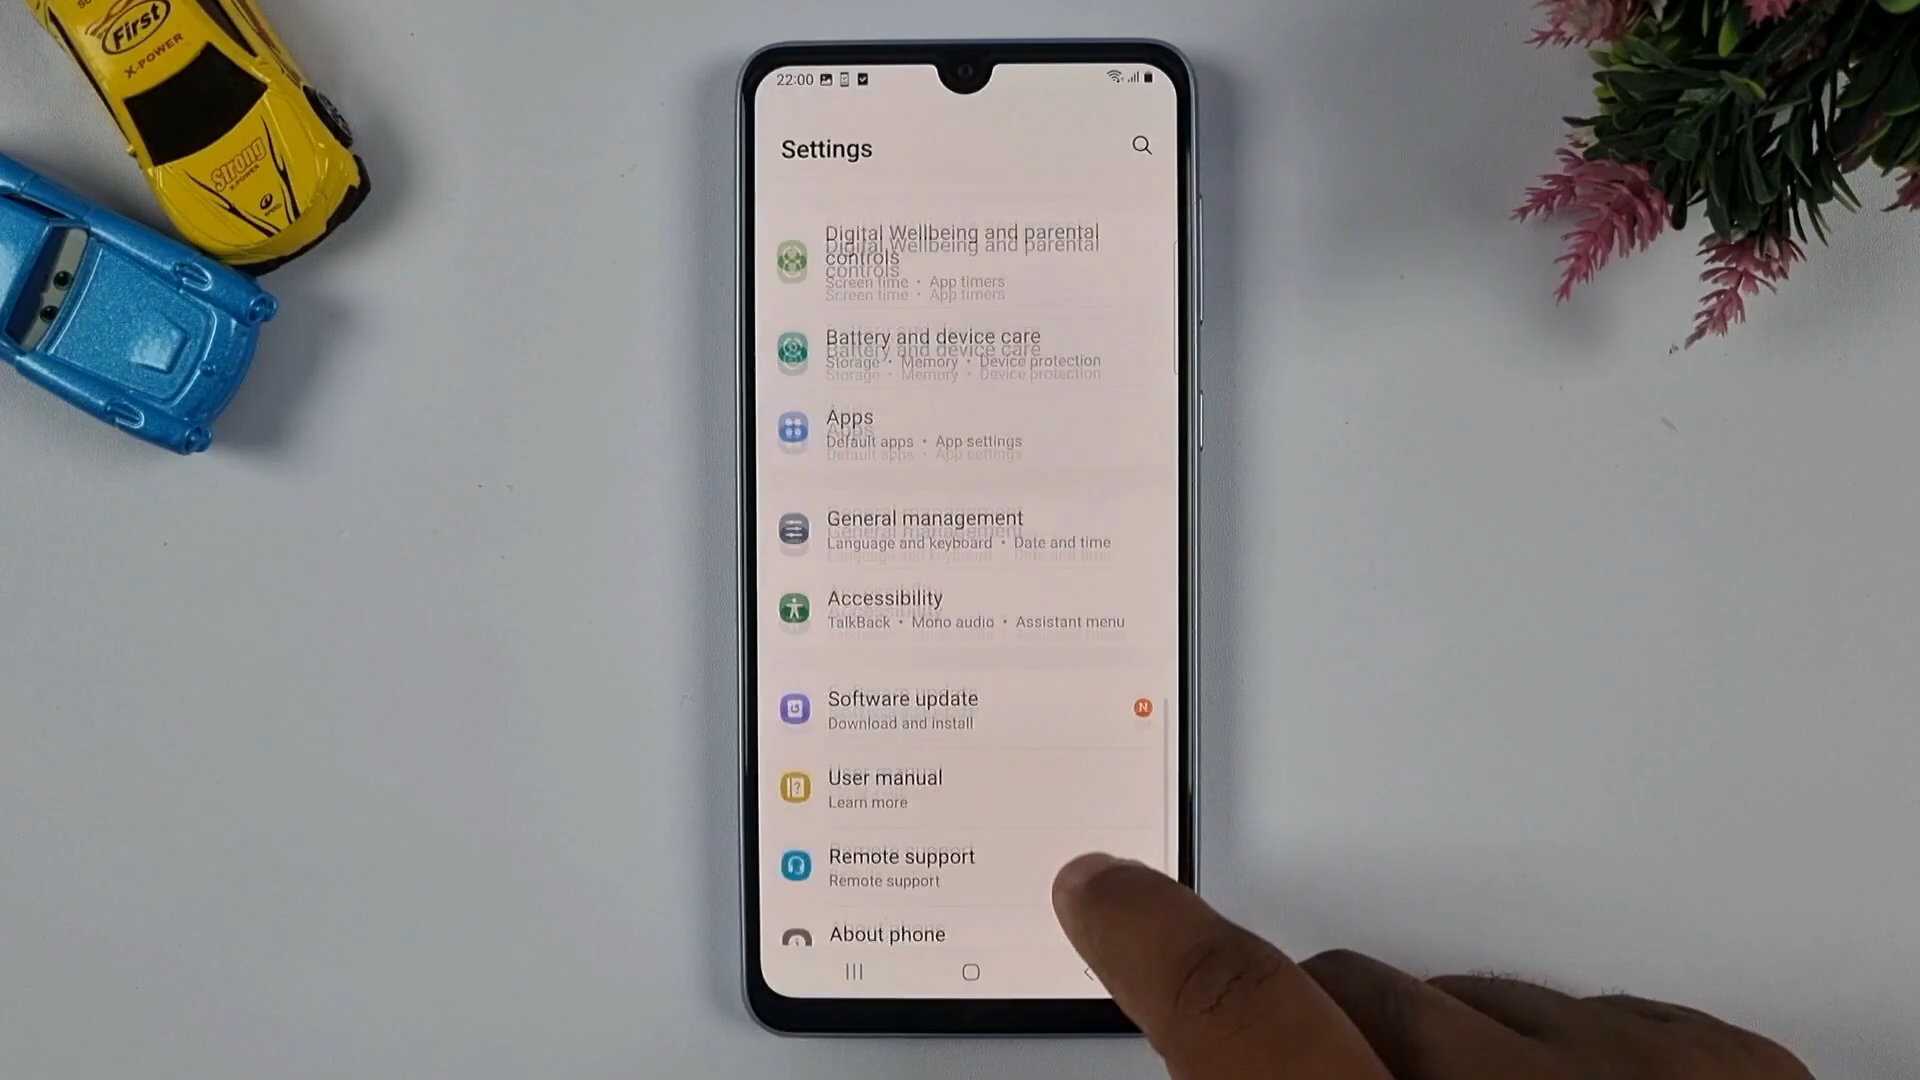 First
X-POWER
Strong
X-POWER
22:00
Settings
Digital Wellbeing and parental
controls
Screen time • App timers
Battery and device care
Storage • Memory • Device protection
Apps
Default apps • App settings
General management
Language and keyboard • Date and time
Accessibility
TalkBack • Mono audio • Assistant menu
Software update
N
Download and install
User manual
Learn more
Remote support
Remote support
About phone